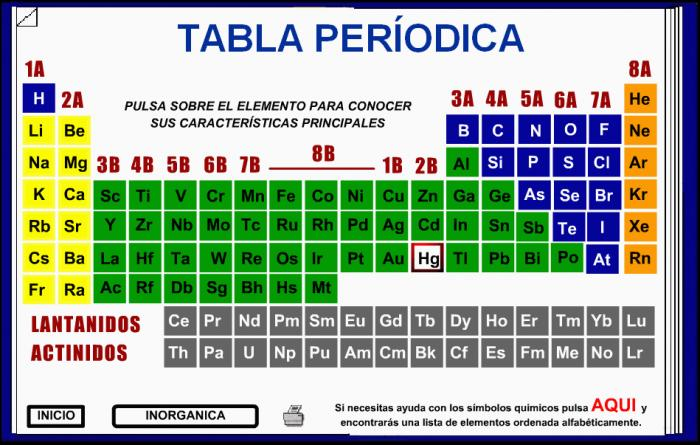 TABLA PERÍODICA
1A 8A
H 2A PULSA SOBRE EL ELEMENTO PARA CONOCER 3A 4A 5A 6A 7A He
SUS CARACTERÍSTICAS PRINCIPALES
Li Be B C N O F Ne
Na Mg 3B 4B 5B 6B 7B 8B 1B 2B Al Si P S Cl Ar
K Ca Sc Ti V Cr Mn Fe Co Ni Cu Zn Ga Ge As Se Br Kr
Rb Sr Y Zr Nb Mo Tc Ru Rh Pd Ag Cd In Sn Sb Te I Xe
Cs Ba La Hf Ta W Re Os Ir Pt Au Hg Tl Pb Bi Po At Rn
Fr Ra Ac Rf Db Sg Bh Hs Mt
LANTANIDOS Ce Pr Nd Pm Sm Eu Gd Tb Dy Ho Er Tm Yb Lu
ACTINIDOS Th Pa U Np Pu Am Cm Bk Cf Es Fm Me No Lr
INICIO INORGANICA
Si necesitas ayuda con los símbolos químicos pulsa AQUI y
encontrarás una lista de elementos ordenada alfabéticamente.